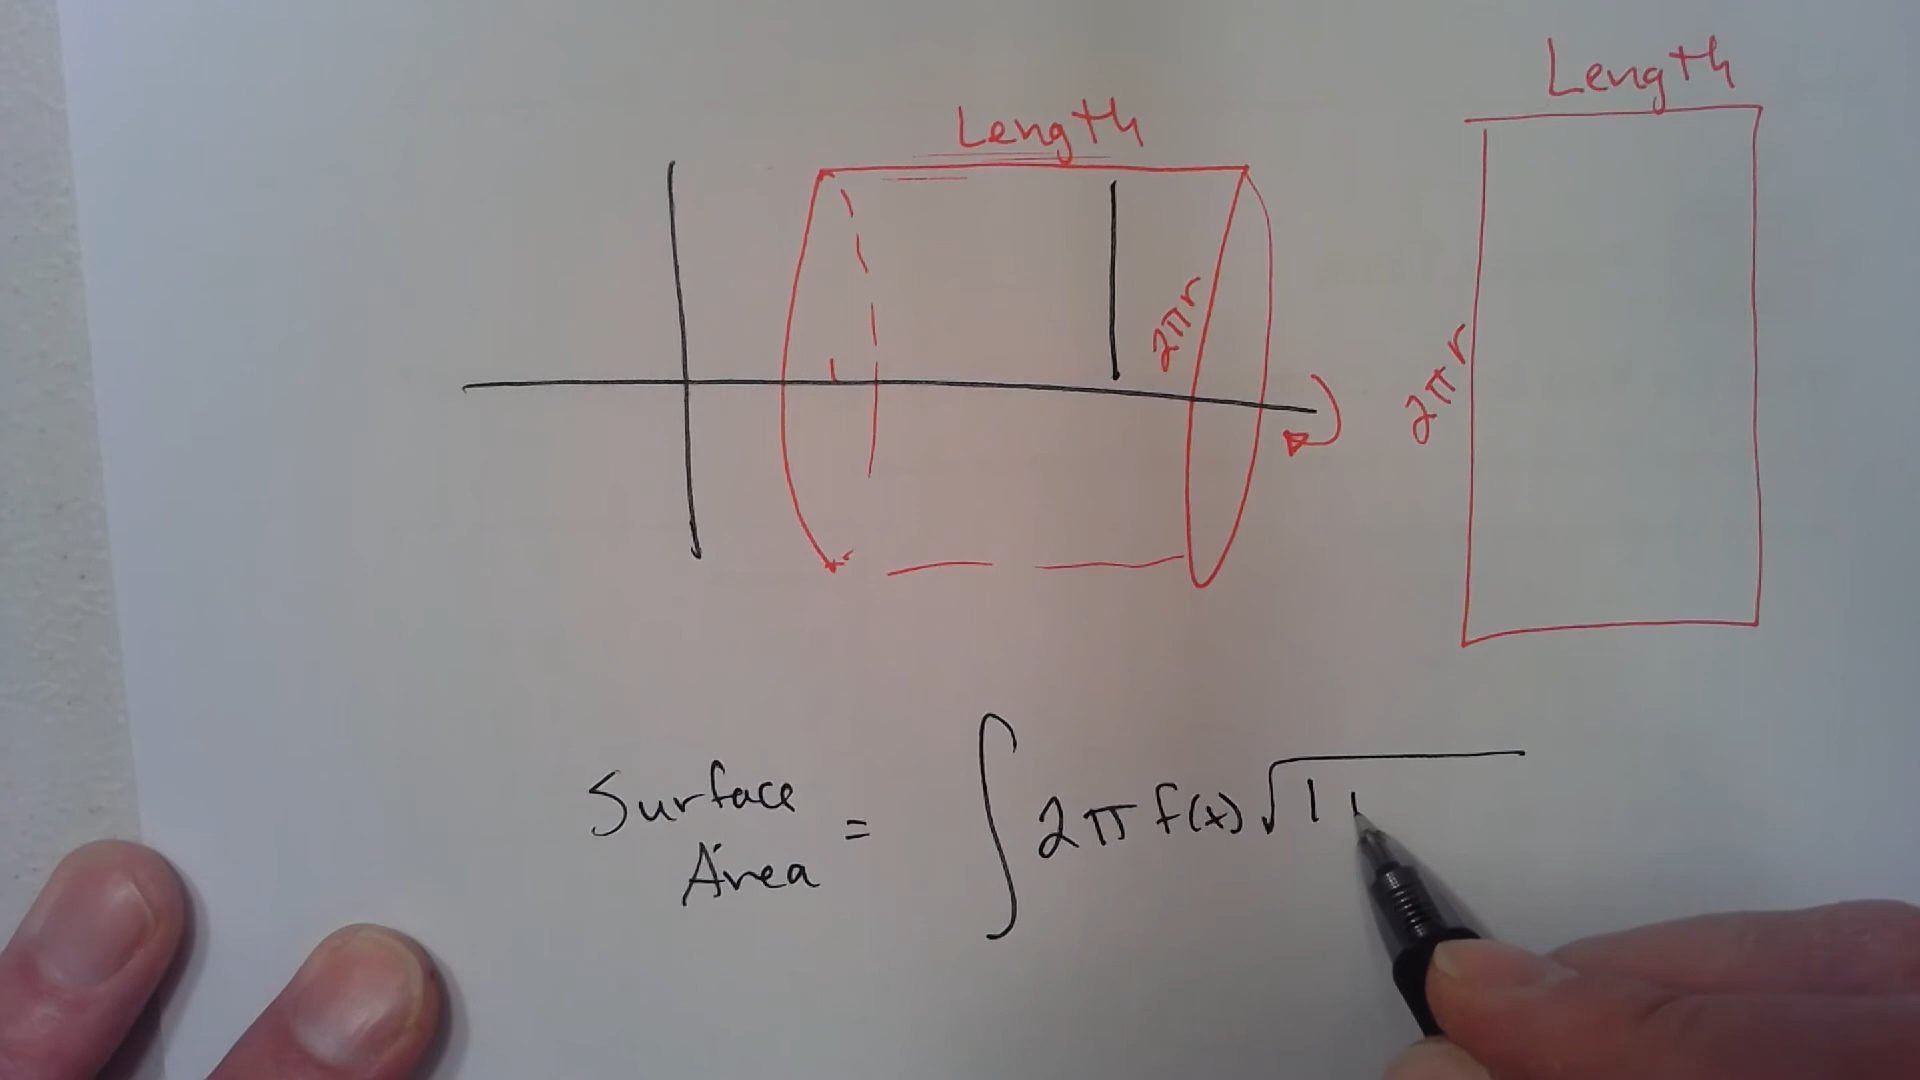 Length
Length
2πr
2πr
Surface
Area = ∫ 2π f(x) √1